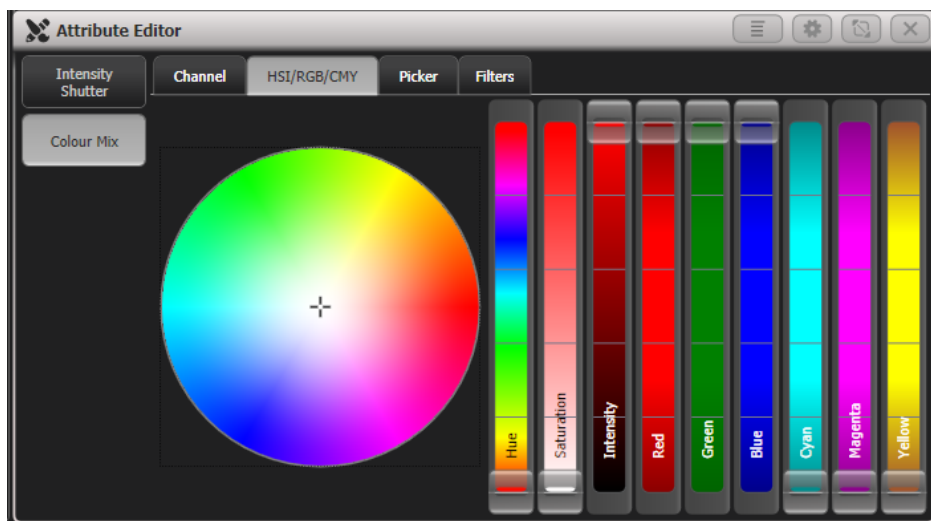 Attribute Editor
Intensity
Shutter
Channel
HSI/RGB/CMY
Picker
Filters
Colour Mix
Hue
Saturation
Intensity
Red
Green
Blue
Cyan
Magenta
Yellow